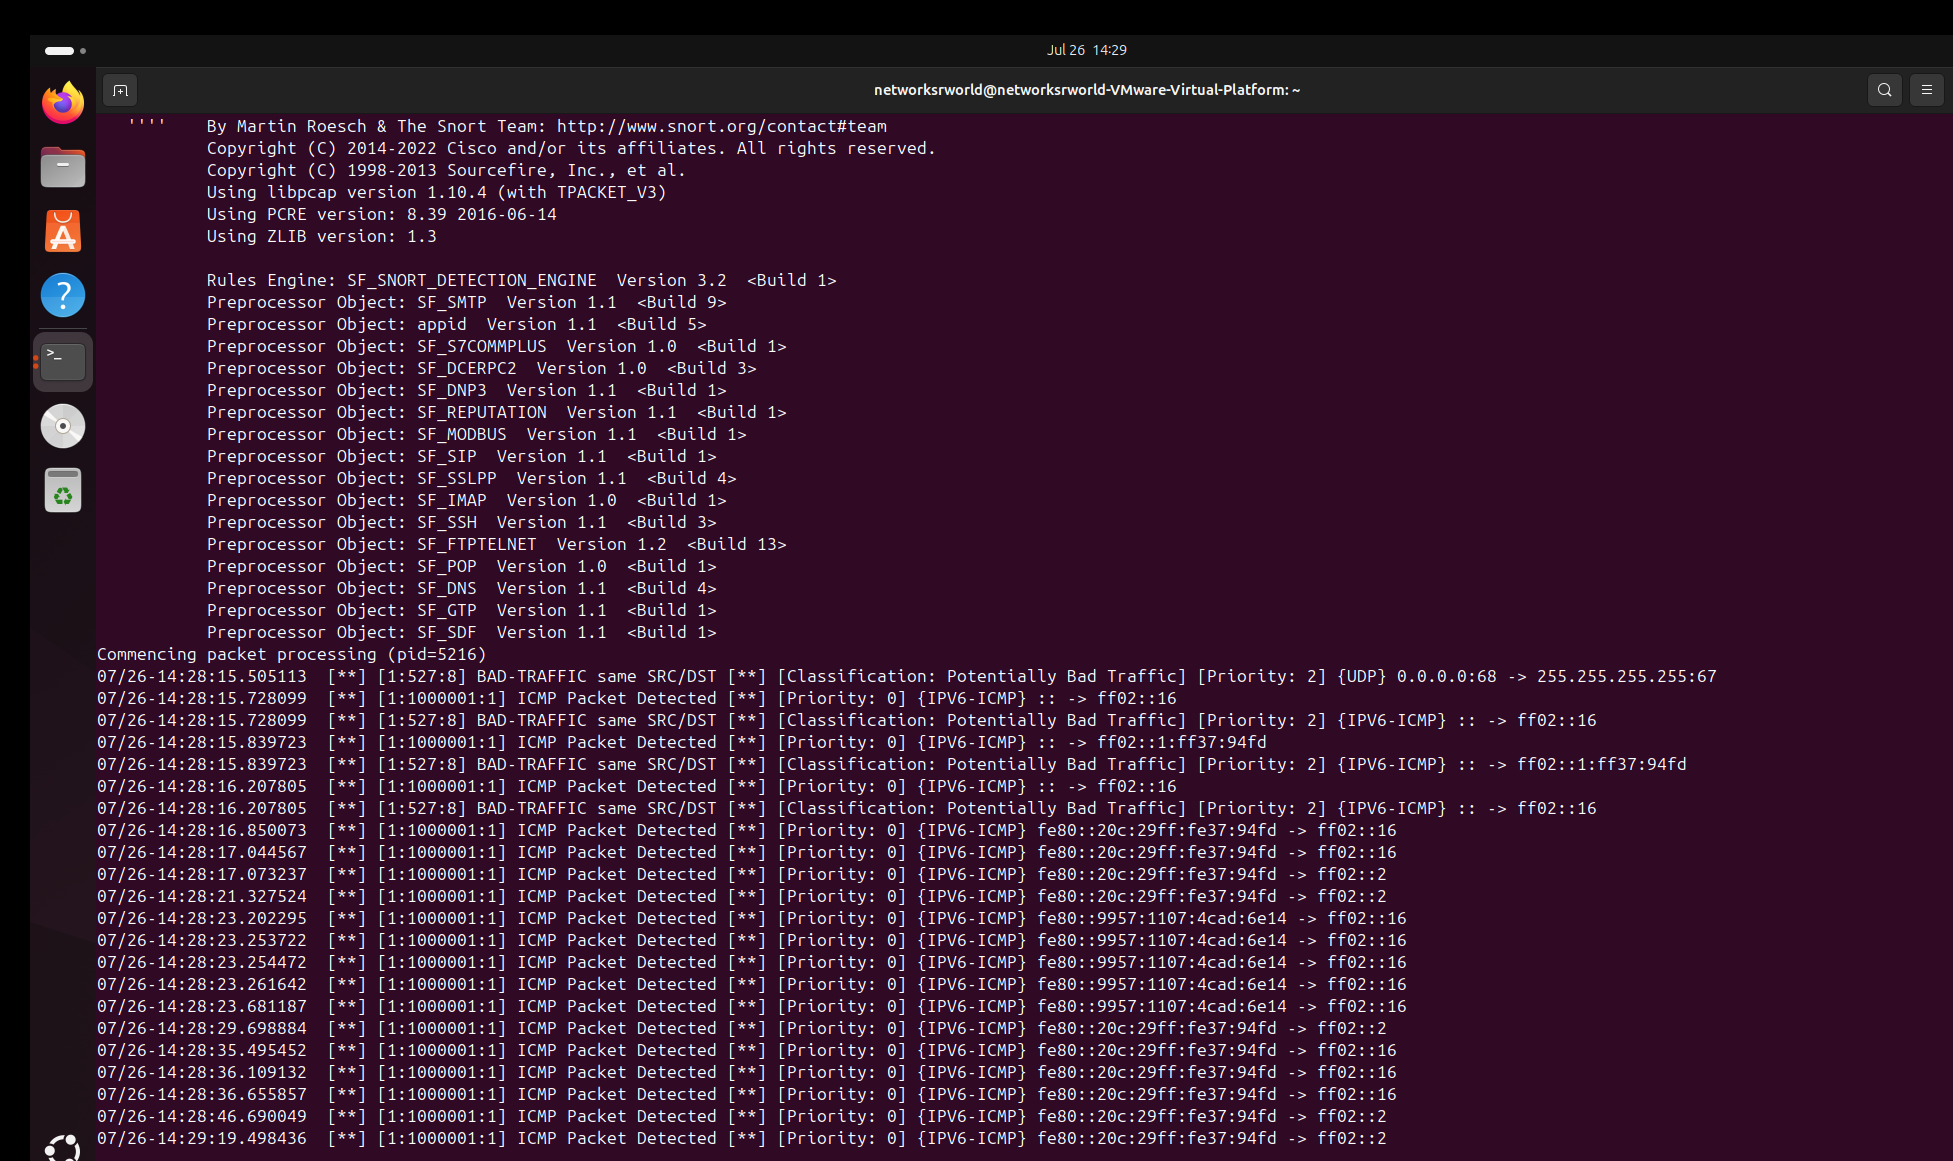 Jul 26 14:29
networksrworld@networksrworld-VMware-Virtual-Platform: ~
'''' By Martin Roesch & The Snort Team: http://www.snort.org/contact#team
Copyright (C) 2014-2022 Cisco and/or its affiliates. All rights reserved.
Copyright (C) 1998-2013 Sourcefire, Inc., et al.
Using libpcap version 1.10.4 (with TPACKET_V3)
Using PCRE version: 8.39 2016-06-14
Using ZLIB version: 1.3
Rules Engine: SF_SNORT_DETECTION_ENGINE Version 3.2 <Build 1>
Preprocessor Object: SF_SMTP Version 1.1 <Build 9>
Preprocessor Object: appid Version 1.1 <Build 5>
Preprocessor Object: SF_S7COMMPLUS Version 1.0 <Build 1>
Preprocessor Object: SF_DCERPC2 Version 1.0 <Build 3>
Preprocessor Object: SF_DNP3 Version 1.1 <Build 1>
Preprocessor Object: SF_REPUTATION Version 1.1 <Build 1>
Preprocessor Object: SF_MODBUS Version 1.1 <Build 1>
Preprocessor Object: SF_SIP Version 1.1 <Build 1>
Preprocessor Object: SF_SSLPP Version 1.1 <Build 4>
Preprocessor Object: SF_IMAP Version 1.0 <Build 1>
Preprocessor Object: SF_SSH Version 1.1 <Build 3>
Preprocessor Object: SF_FTPTELNET Version 1.2 <Build 13>
Preprocessor Object: SF_POP Version 1.0 <Build 1>
Preprocessor Object: SF_DNS Version 1.1 <Build 4>
Preprocessor Object: SF_GTP Version 1.1 <Build 1>
Preprocessor Object: SF_SDF Version 1.1 <Build 1>
Commencing packet processing (pid=5216)
07/26-14:28:15.505113 [**] [1:527:8] BAD-TRAFFIC same SRC/DST [**] [Classification: Potentially Bad Traffic] [Priority: 2] {UDP} 0.0.0.0:68 -> 255.255.255.255:67
07/26-14:28:15.728099 [**] [1:1000001:1] ICMP Packet Detected [**] [Priority: 0] {IPV6-ICMP} :: -> ff02::16
07/26-14:28:15.728099 [**] [1:527:8] BAD-TRAFFIC same SRC/DST [**] [Classification: Potentially Bad Traffic] [Priority: 2] {IPV6-ICMP} :: -> ff02::16
07/26-14:28:15.839723 [**] [1:1000001:1] ICMP Packet Detected [**] [Priority: 0] {IPV6-ICMP} :: -> ff02::1:ff37:94fd
07/26-14:28:15.839723 [**] [1:527:8] BAD-TRAFFIC same SRC/DST [**] [Classification: Potentially Bad Traffic] [Priority: 2] {IPV6-ICMP} :: -> ff02::1:ff37:94fd
07/26-14:28:16.207805 [**] [1:1000001:1] ICMP Packet Detected [**] [Priority: 0] {IPV6-ICMP} :: -> ff02::16
07/26-14:28:16.207805 [**] [1:527:8] BAD-TRAFFIC same SRC/DST [**] [Classification: Potentially Bad Traffic] [Priority: 2] {IPV6-ICMP} :: -> ff02::16
07/26-14:28:16.850073 [**] [1:1000001:1] ICMP Packet Detected [**] [Priority: 0] {IPV6-ICMP} fe80::20c:29ff:fe37:94fd -> ff02::16
07/26-14:28:17.044567 [**] [1:1000001:1] ICMP Packet Detected [**] [Priority: 0] {IPV6-ICMP} fe80::20c:29ff:fe37:94fd -> ff02::16
07/26-14:28:17.073237 [**] [1:1000001:1] ICMP Packet Detected [**] [Priority: 0] {IPV6-ICMP} fe80::20c:29ff:fe37:94fd -> ff02::2
07/26-14:28:21.327524 [**] [1:1000001:1] ICMP Packet Detected [**] [Priority: 0] {IPV6-ICMP} fe80::20c:29ff:fe37:94fd -> ff02::2
07/26-14:28:23.202295 [**] [1:1000001:1] ICMP Packet Detected [**] [Priority: 0] {IPV6-ICMP} fe80::9957:1107:4cad:6e14 -> ff02::16
07/26-14:28:23.253722 [**] [1:1000001:1] ICMP Packet Detected [**] [Priority: 0] {IPV6-ICMP} fe80::9957:1107:4cad:6e14 -> ff02::16
07/26-14:28:23.254472 [**] [1:1000001:1] ICMP Packet Detected [**] [Priority: 0] {IPV6-ICMP} fe80::9957:1107:4cad:6e14 -> ff02::16
07/26-14:28:23.261642 [**] [1:1000001:1] ICMP Packet Detected [**] [Priority: 0] {IPV6-ICMP} fe80::9957:1107:4cad:6e14 -> ff02::16
07/26-14:28:23.681187 [**] [1:1000001:1] ICMP Packet Detected [**] [Priority: 0] {IPV6-ICMP} fe80::9957:1107:4cad:6e14 -> ff02::16
07/26-14:28:29.698884 [**] [1:1000001:1] ICMP Packet Detected [**] [Priority: 0] {IPV6-ICMP} fe80::20c:29ff:fe37:94fd -> ff02::2
07/26-14:28:35.495452 [**] [1:1000001:1] ICMP Packet Detected [**] [Priority: 0] {IPV6-ICMP} fe80::20c:29ff:fe37:94fd -> ff02::16
07/26-14:28:36.109132 [**] [1:1000001:1] ICMP Packet Detected [**] [Priority: 0] {IPV6-ICMP} fe80::20c:29ff:fe37:94fd -> ff02::16
07/26-14:28:36.655857 [**] [1:1000001:1] ICMP Packet Detected [**] [Priority: 0] {IPV6-ICMP} fe80::20c:29ff:fe37:94fd -> ff02::16
07/26-14:28:46.690049 [**] [1:1000001:1] ICMP Packet Detected [**] [Priority: 0] {IPV6-ICMP} fe80::20c:29ff:fe37:94fd -> ff02::2
07/26-14:29:19.498436 [**] [1:1000001:1] ICMP Packet Detected [**] [Priority: 0] {IPV6-ICMP} fe80::20c:29ff:fe37:94fd -> ff02::2